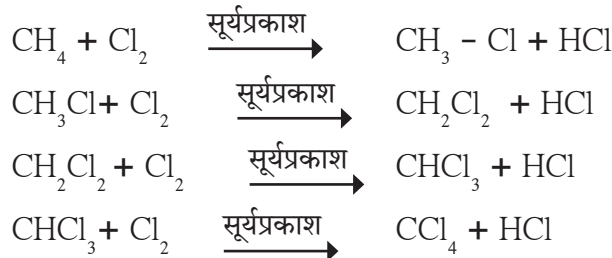 CH₄ + Cl₂ सूर्यप्रकाश → CH₃ – Cl + HCl
CH₃Cl+ Cl₂ सूर्यप्रकाश → CH₂Cl₂ + HCl
CH₂Cl₂ + Cl₂ सूर्यप्रकाश → CHCl₃ + HCl
CHCl₃+ Cl₂ सूर्यप्रकाश → CCl₄ + HCl